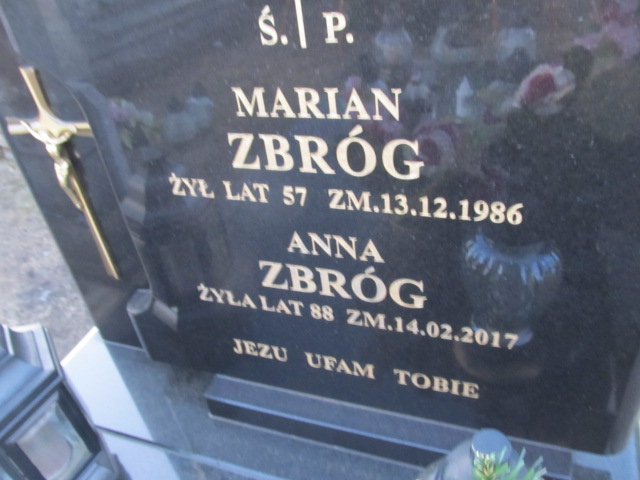 Ś. P.
MARIAN
ZBRÓG
ŻYŁ LAT 57 ZM.13.12.1986
ANNA
ZBRÓG
ŻYŁA LAT 88 ZM.14.02.2017
JEZU UFAM TOBIE